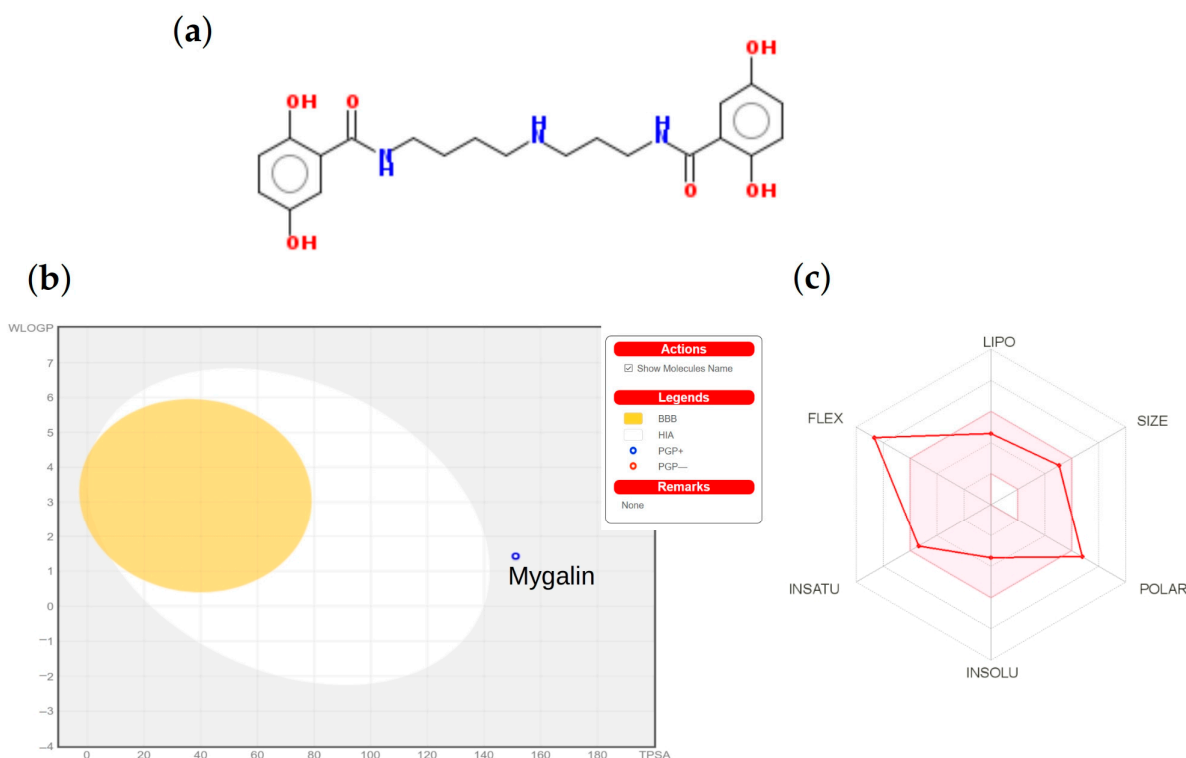 (a)
OH
OH
O
H
N
H
N
OH
N
H
O
OH
OH
(b)
(c)
WLOGP
7
6
5
4
3
2
1
0
−1
−2
−3
−4
0
20
40
60
80
100
120
140
160
180
TPSA
Mygalin
Actions
Show Molecules Name
Legends
BBB
HIA
PGP+
PGP−
Remarks
None
LIPO
FLEX
SIZE
INSATU
POLAR
INSOLU